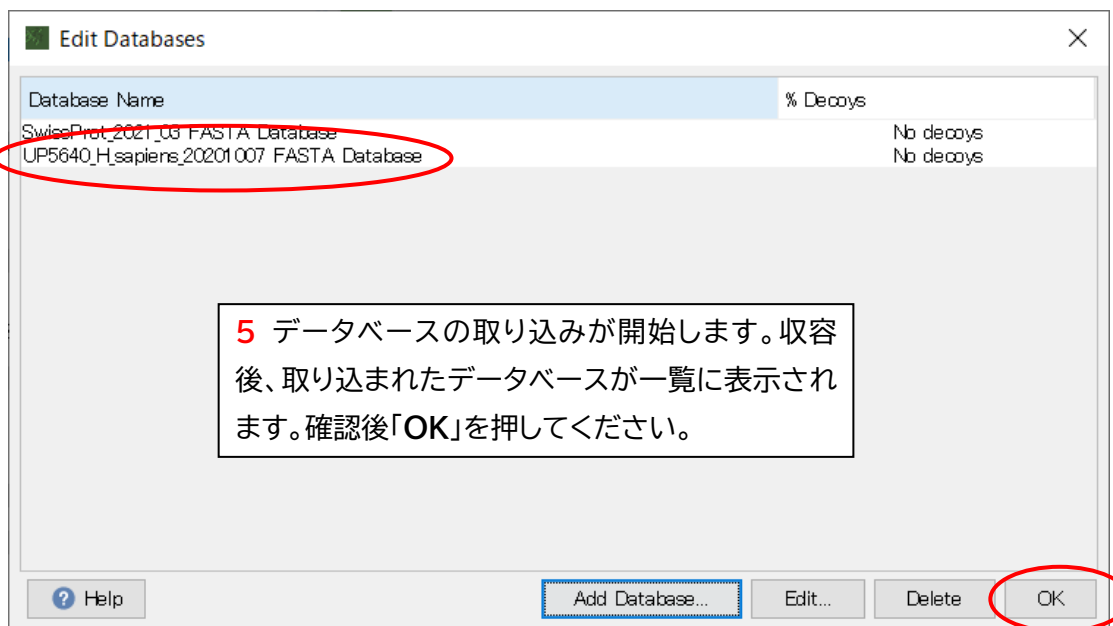 Edit Databases
Database Name % Decoys
SwissProt_2021_03 FASTA Database No decoys
UP5640_H_sapiens_20201007 FASTA Database No decoys
5 データベースの取り込みが開始します。収容
後、取り込まれたデータベースが一覧に表示され
ます。確認後「OK」を押してください。
Help Add Database... Edit... Delete OK